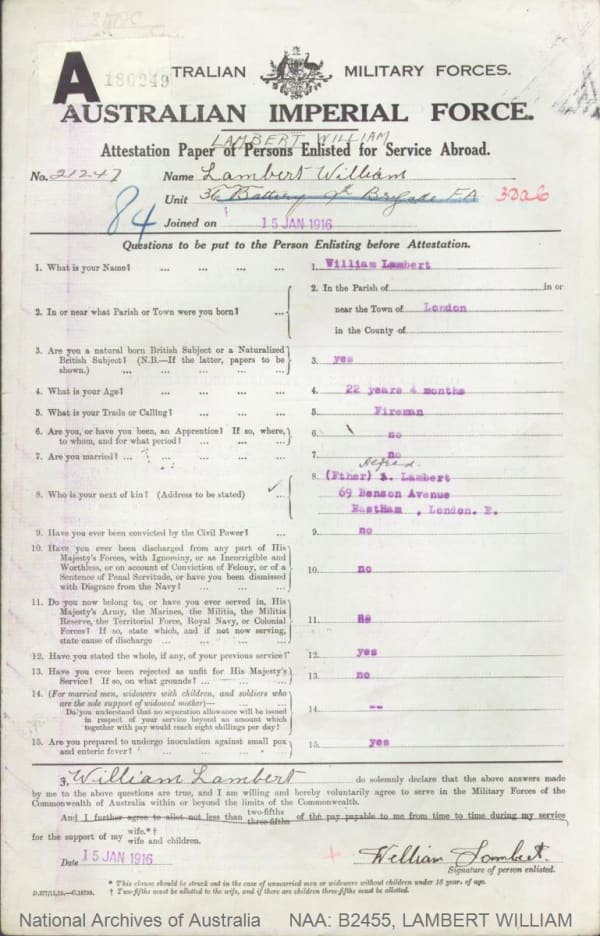 A
180249
TRALIAN MILITARY FORCES.
AUSTRALIAN IMPERIAL FORCE.
LAMBERT WILLIAM
Attestation Paper of Persons Enlisted for Service Abroad.
No. 21247 Name Lambert William
84 Unit 36 Battery 9th Brigade FA 3DA6
Joined on 15 JAN 1916
Questions to be put to the Person Enlisting before Attestation.
1. What is your Name? ... ... ... ... 1. William Lambert
2. In or near what Parish or Town were you born? ... 2. In the Parish of in or
near the Town of London
in the County of
3. Are you a natural born British Subject or a Naturalized
British Subject? (N.B.—If the latter, papers to be
shown.) ... ... ... ... 3. yes
4. What is your Age? ... ... ... 4. 22 years 4 months
5. What is your Trade or Calling? ... ... ... 5. Fireman
6. Are you, or have you been, an Apprentice? If so, where,
to whom, and for what period? ... ... ... 6. no
7. Are you married? ... ... ... ... 7. no
Alfred
8. Who is your next of kin? (Address to be stated) ... 8. (Fther) A. Lambert
69 Benson Avenue
EastHam , London. E.
9. Have you ever been convicted by the Civil Power? ... 9. no
10. Have you ever been discharged from any part of His
Majesty's Forces, with Ignominy, or as Incorrigible and
Worthless, or on account of Conviction of Felony, or of a
Sentence of Penal Servitude, or have you been dismissed
with Disgrace from the Navy? ... ... ... 10. no
11. Do you now belong to, or have you ever served in, His
Majesty's Army, the Marines, the Militia, the Militia
Reserve, the Territorial Force, Royal Navy, or Colonial
Forces? If so, state which, and if not now serving,
state cause of discharge ... ... ... ... 11. no
12. Have you stated the whole, if any, of your previous service? 12. yes
13. Have you ever been rejected as unfit for His Majesty's
Service? If so, on what grounds? ... ... ... 13. no
14. (For married men, widowers with children, and soldiers who
are the sole support of widowed mother)— ... ...
Do you understand that no separation allowance will be issued
in respect of your service beyond an amount which
together with pay would reach eight shillings per day? 14. --
15. Are you prepared to undergo inoculation against small pox
and enteric fever? ... ... ... ... 15. yes
I, William Lambert do solemnly declare that the above answers made
by me to the above questions are true, and I am willing and hereby voluntarily agree to serve in the Military Forces of the
Commonwealth of Australia within or beyond the limits of the Commonwealth.
And I further agree to allot not less than two-fifths three-fifths of the pay payable to me from time to time during my service
for the support of my wife.*† wife and children.
Date 15 JAN 1916 William Lambert.
Signature of person enlisted.
* This clause should be struck out in the case of unmarried men or widowers without children under 18 years of age.
† Two-fifths must be allotted to the wife, and if there are children three-fifths must be allotted.
National Archives of Australia NAA: B2455, LAMBERT WILLIAM